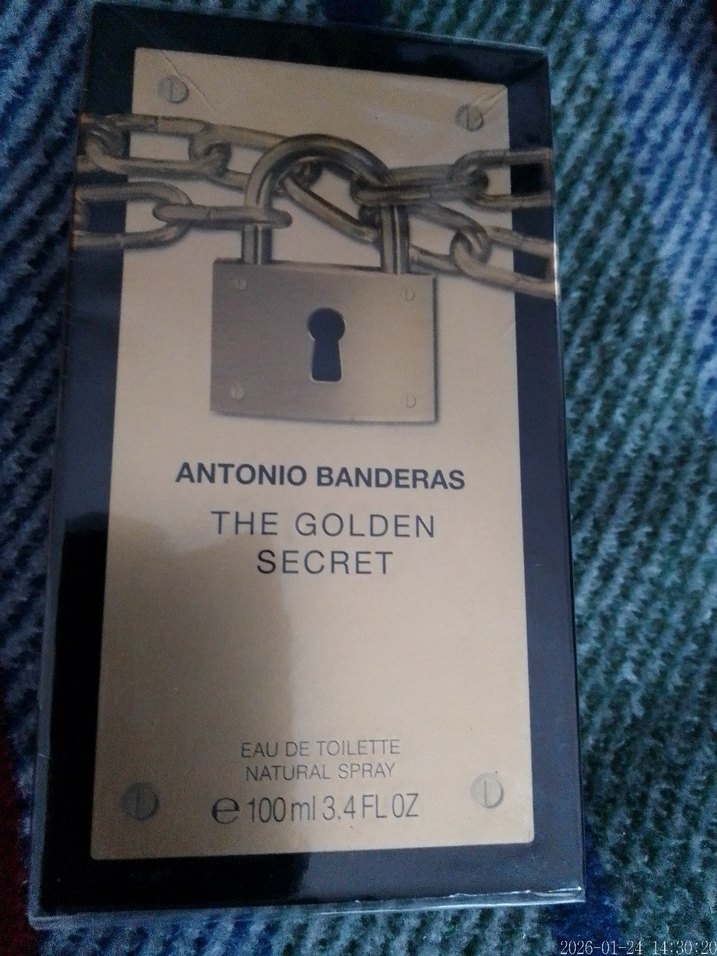 ANTONIO BANDERAS
THE GOLDEN
SECRET
EAU DE TOILETTE
NATURAL SPRAY
℮ 100 ml 3.4 FL OZ
2026-01-24 14:30:20